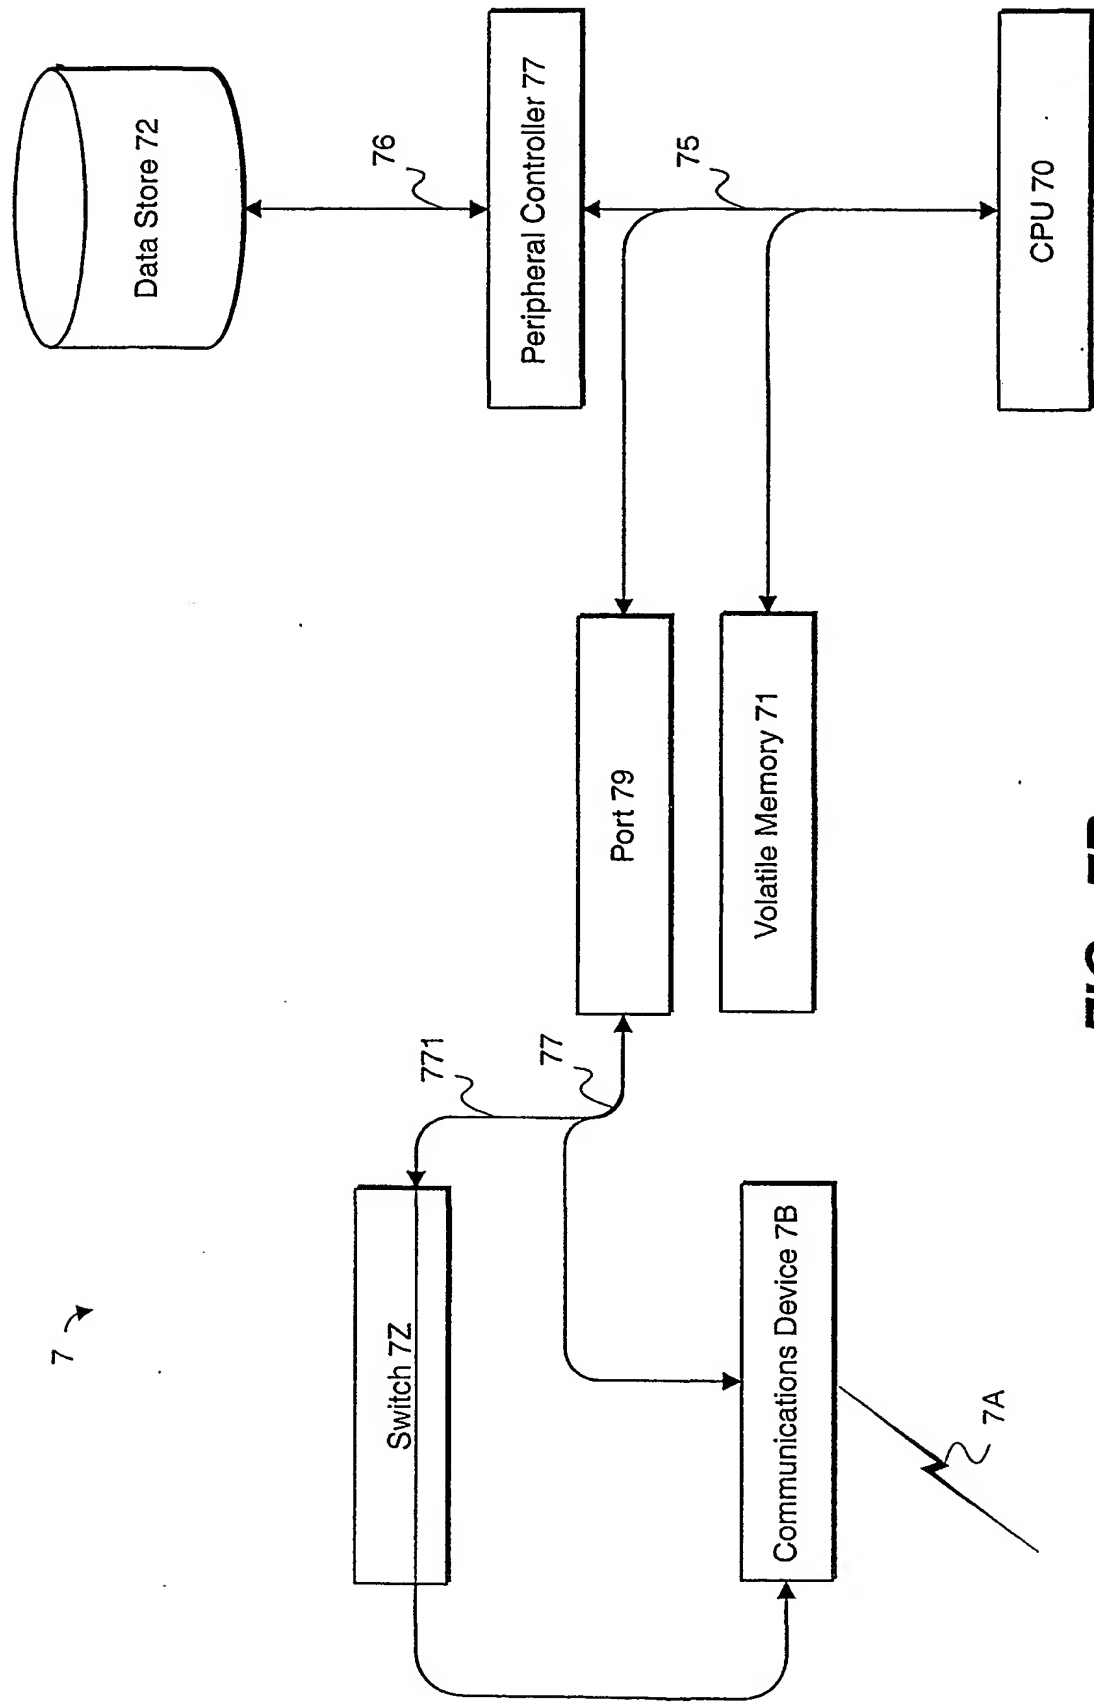 7
Data Store 72
76
Switch 7Z
771
Peripheral Controller 77
77
Port 79
75
Volatile Memory 71
Communications Device 7B
7A
CPU 70
FIG